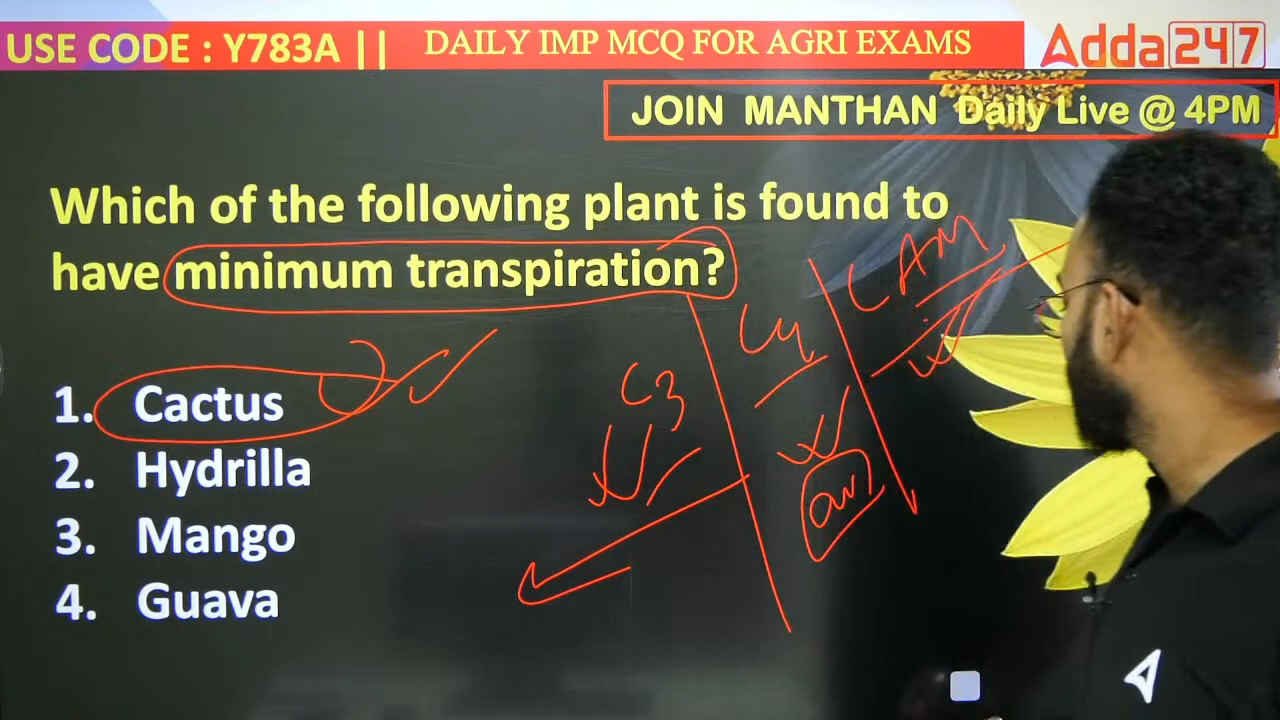 USE CODE : Y783A || DAILY IMP MCQ FOR AGRI EXAMS Adda247
JOIN MANTHAN Daily Live @ 4PM
Which of the following plant is found to
have minimum transpiration?
1. Cactus
2. Hydrilla
3. Mango
4. Guava
C3
C4
CAM